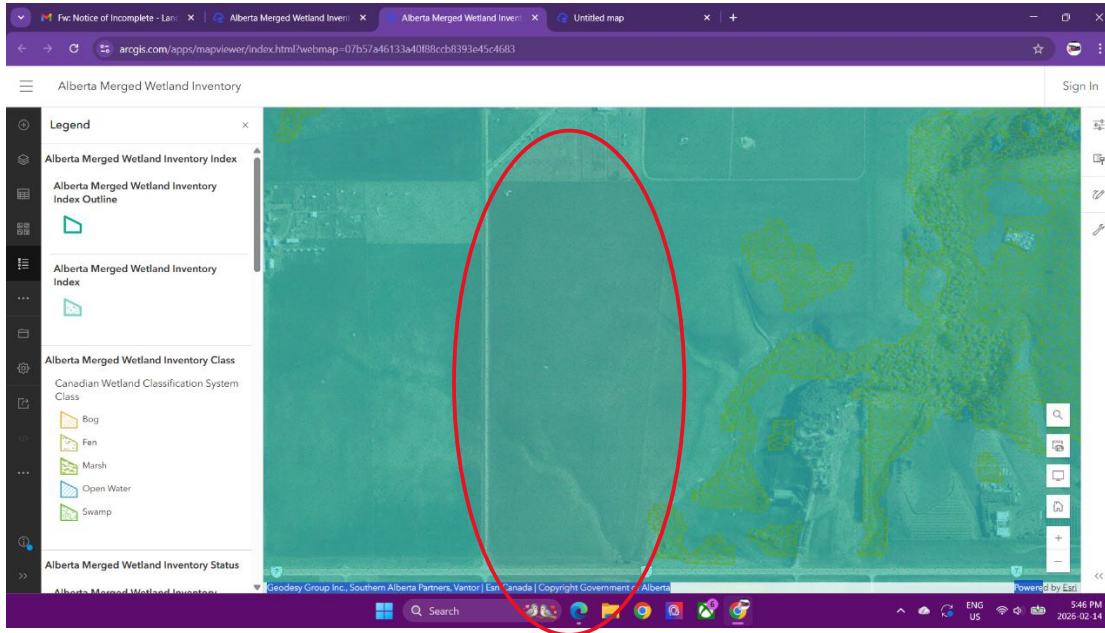 Fw: Notice of Incomplete - Lan
Alberta Merged Wetland Invent
Alberta Merged Wetland Invent
Untitled map
arcgis.com/apps/mapviewer/index.html?webmap=07b57a46133a40f88ccb8393e45c4683
Alberta Merged Wetland Inventory
Sign In
Legend
Alberta Merged Wetland Inventory Index
Alberta Merged Wetland Inventory
Index Outline
Alberta Merged Wetland Inventory
Index
Alberta Merged Wetland Inventory Class
Canadian Wetland Classification System
Class
Bog
Fen
Marsh
Open Water
Swamp
Alberta Merged Wetland Inventory Status
Alberta Merged Wetland Inventory
Geodesy Group Inc., Southern Alberta Partners, Vantor | Esri Canada | Copyright Government of Alberta
Powered by Esri
Search
ENG
US
5:46 PM
2026-02-14